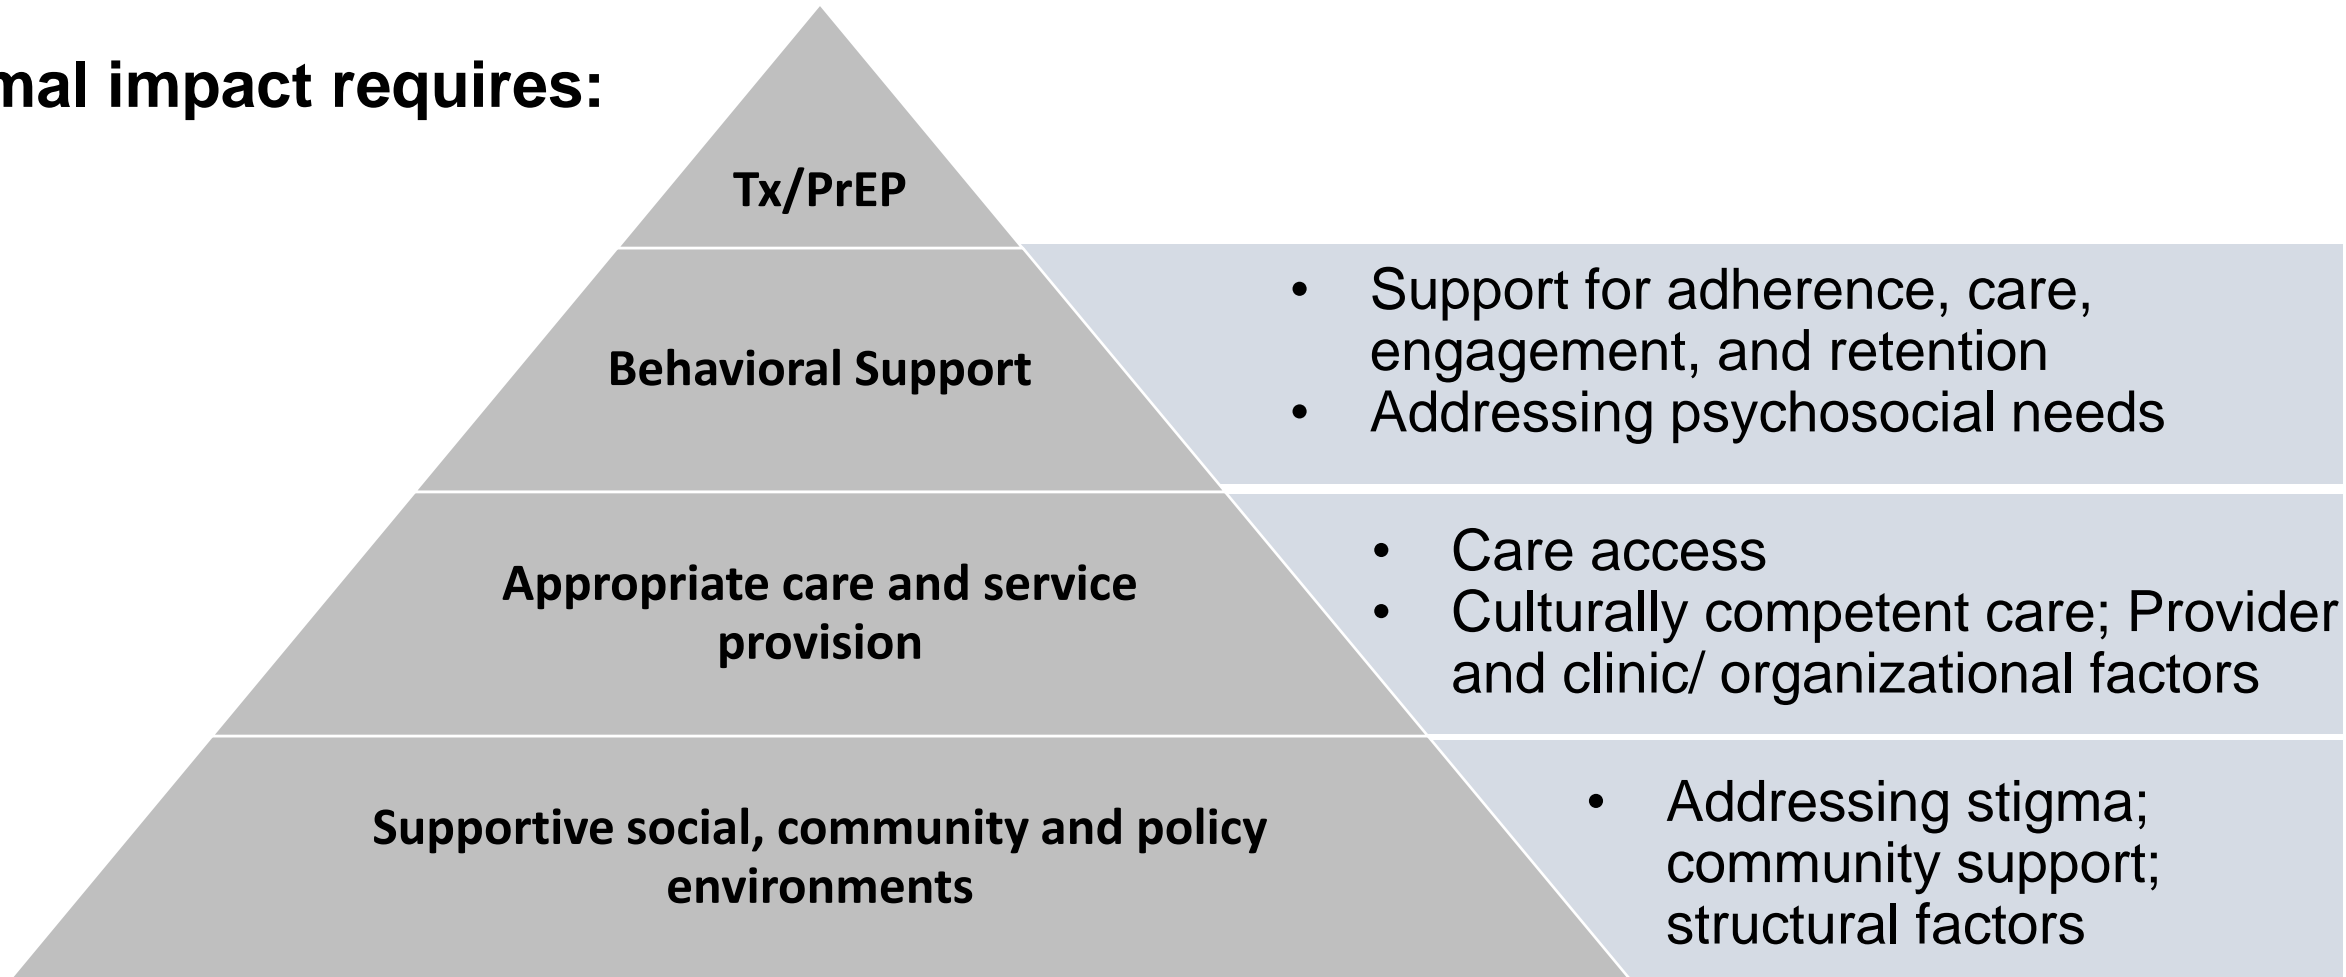 mal impact requires:
Tx/PrEP
Behavioral Support
• Support for adherence, care,
engagement, and retention
• Addressing psychosocial needs
Appropriate care and service
provision
• Care access
• Culturally competent care; Provider
and clinic/ organizational factors
Supportive social, community and policy
environments
• Addressing stigma;
community support;
structural factors